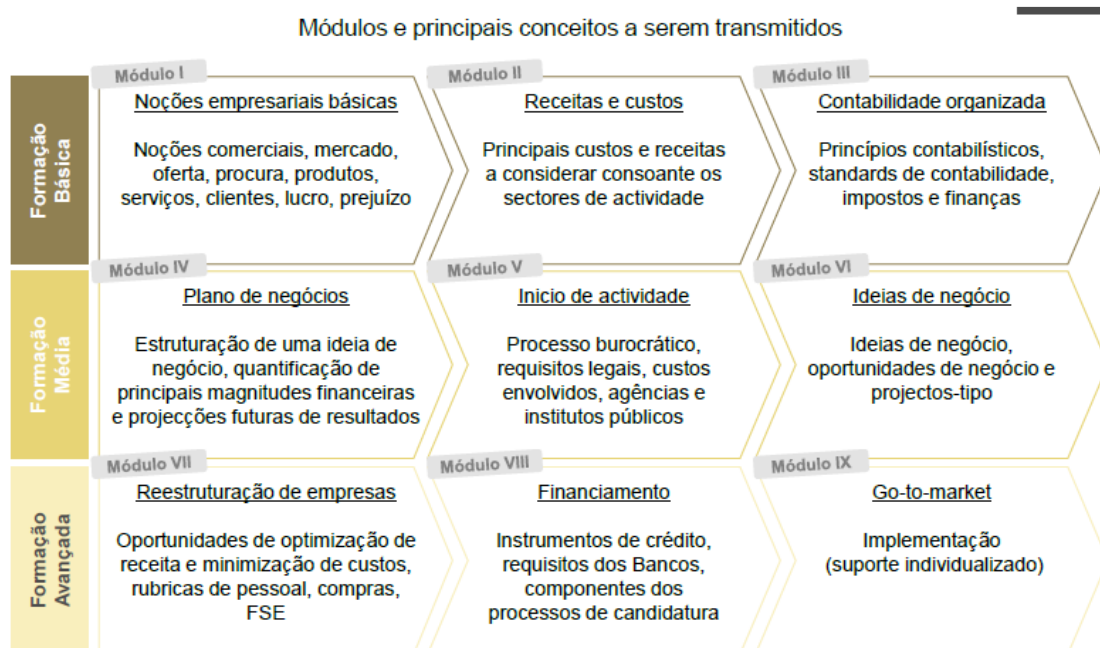 Módulos e principais conceitos a serem transmitidos
Formação
Básica
Módulo I
Noções empresariais básicas
Noções comerciais, mercado,
oferta, procura, produtos,
serviços, clientes, lucro, prejuízo
Módulo II
Receitas e custos
Principais custos e receitas
a considerar consoante os
sectores de actividade
Módulo III
Contabilidade organizada
Princípios contabilísticos,
standards de contabilidade,
impostos e finanças
Formação
Média
Módulo IV
Plano de negócios
Estruturação de uma ideia de
negócio, quantificação de
principais magnitudes financeiras
e projecções futuras de resultados
Módulo V
Inicio de actividade
Processo burocrático,
requisitos legais, custos
envolvidos, agências e
institutos públicos
Módulo VI
Ideias de negócio
Ideias de negócio,
oportunidades de negócio e
projectos-tipo
Formação
Avançada
Módulo VII
Reestruturação de empresas
Oportunidades de optimização de
receita e minimização de custos,
rubricas de pessoal, compras,
FSE
Módulo VIII
Financiamento
Instrumentos de crédito,
requisitos dos Bancos,
componentes dos
processos de candidatura
Módulo IX
Go-to-market
Implementação
(suporte individualizado)